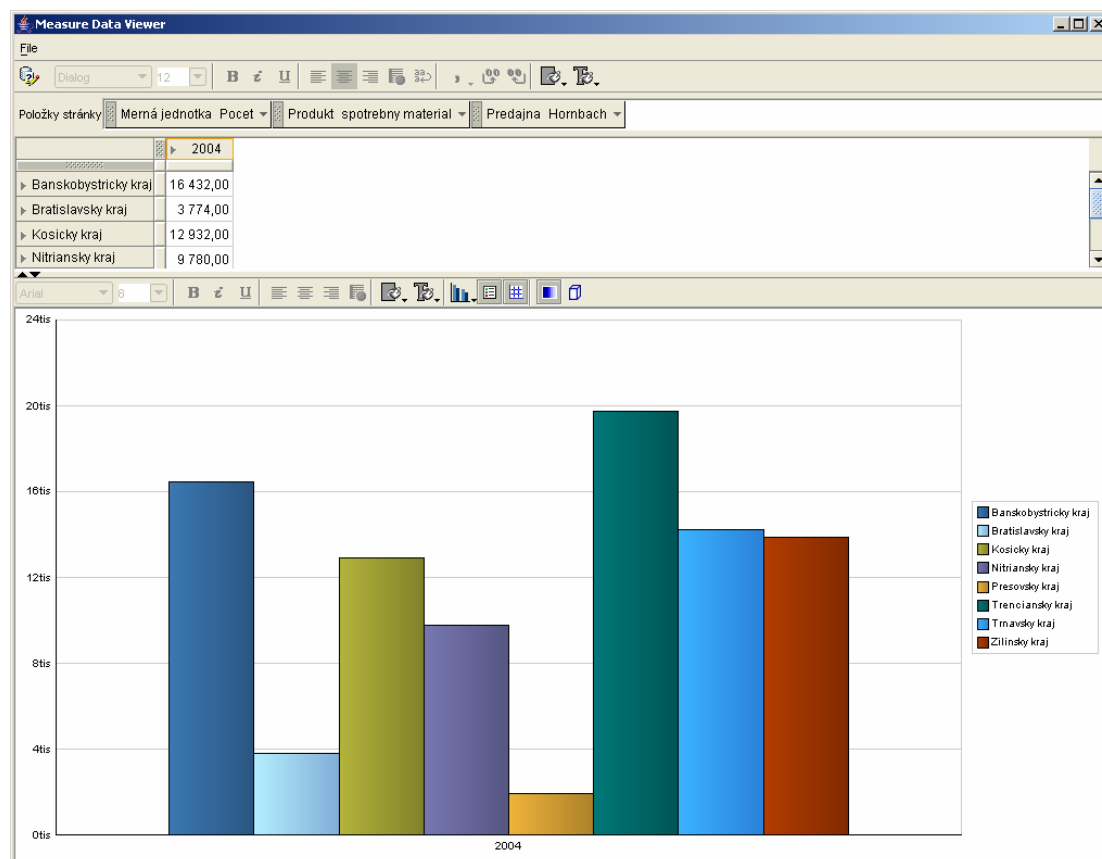 Measure Data Viewer
File
Dialog 12 B i U
Položky stránky Merná jednotka Pocet Produkt spotrebny material Predajna Hornbach
2004
Banskobystricky kraj 16 432,00
Bratislavsky kraj 3 774,00
Kosicky kraj 12 932,00
Nitriansky kraj 9 780,00
Arial 8 B i U
24tis
20tis
16tis
12tis
8tis
4tis
0tis
2004
Banskobystricky kraj
Bratislavsky kraj
Kosicky kraj
Nitriansky kraj
Presovsky kraj
Trenciansky kraj
Trnavsky kraj
Zilinsky kraj